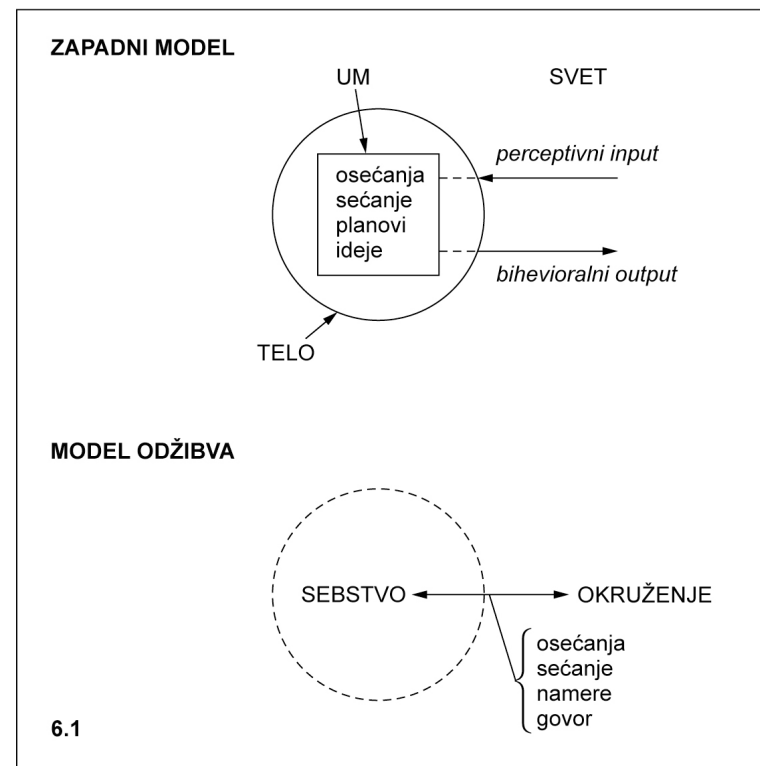 ZAPADNI MODEL
UM
SVET
perceptivni input
osećanja
sećanje
planovi
ideje
bihevioralni output
TELO
MODEL ODŽIBVA
SEBSTVO
OKRUŽENJE
osećanja
sećanje
namere
govor
6.1